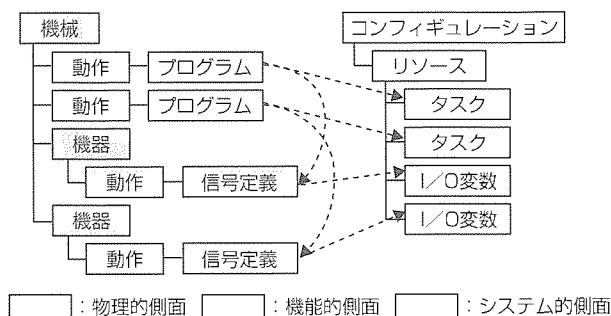 機械
動作
プログラム
動作
プログラム
機器
動作
信号定義
機器
動作
信号定義
コンフィギュレーション
リソース
タスク
タスク
I/O変数
I/O変数
：物理的側面 ：機能的側面 ：システム的側面